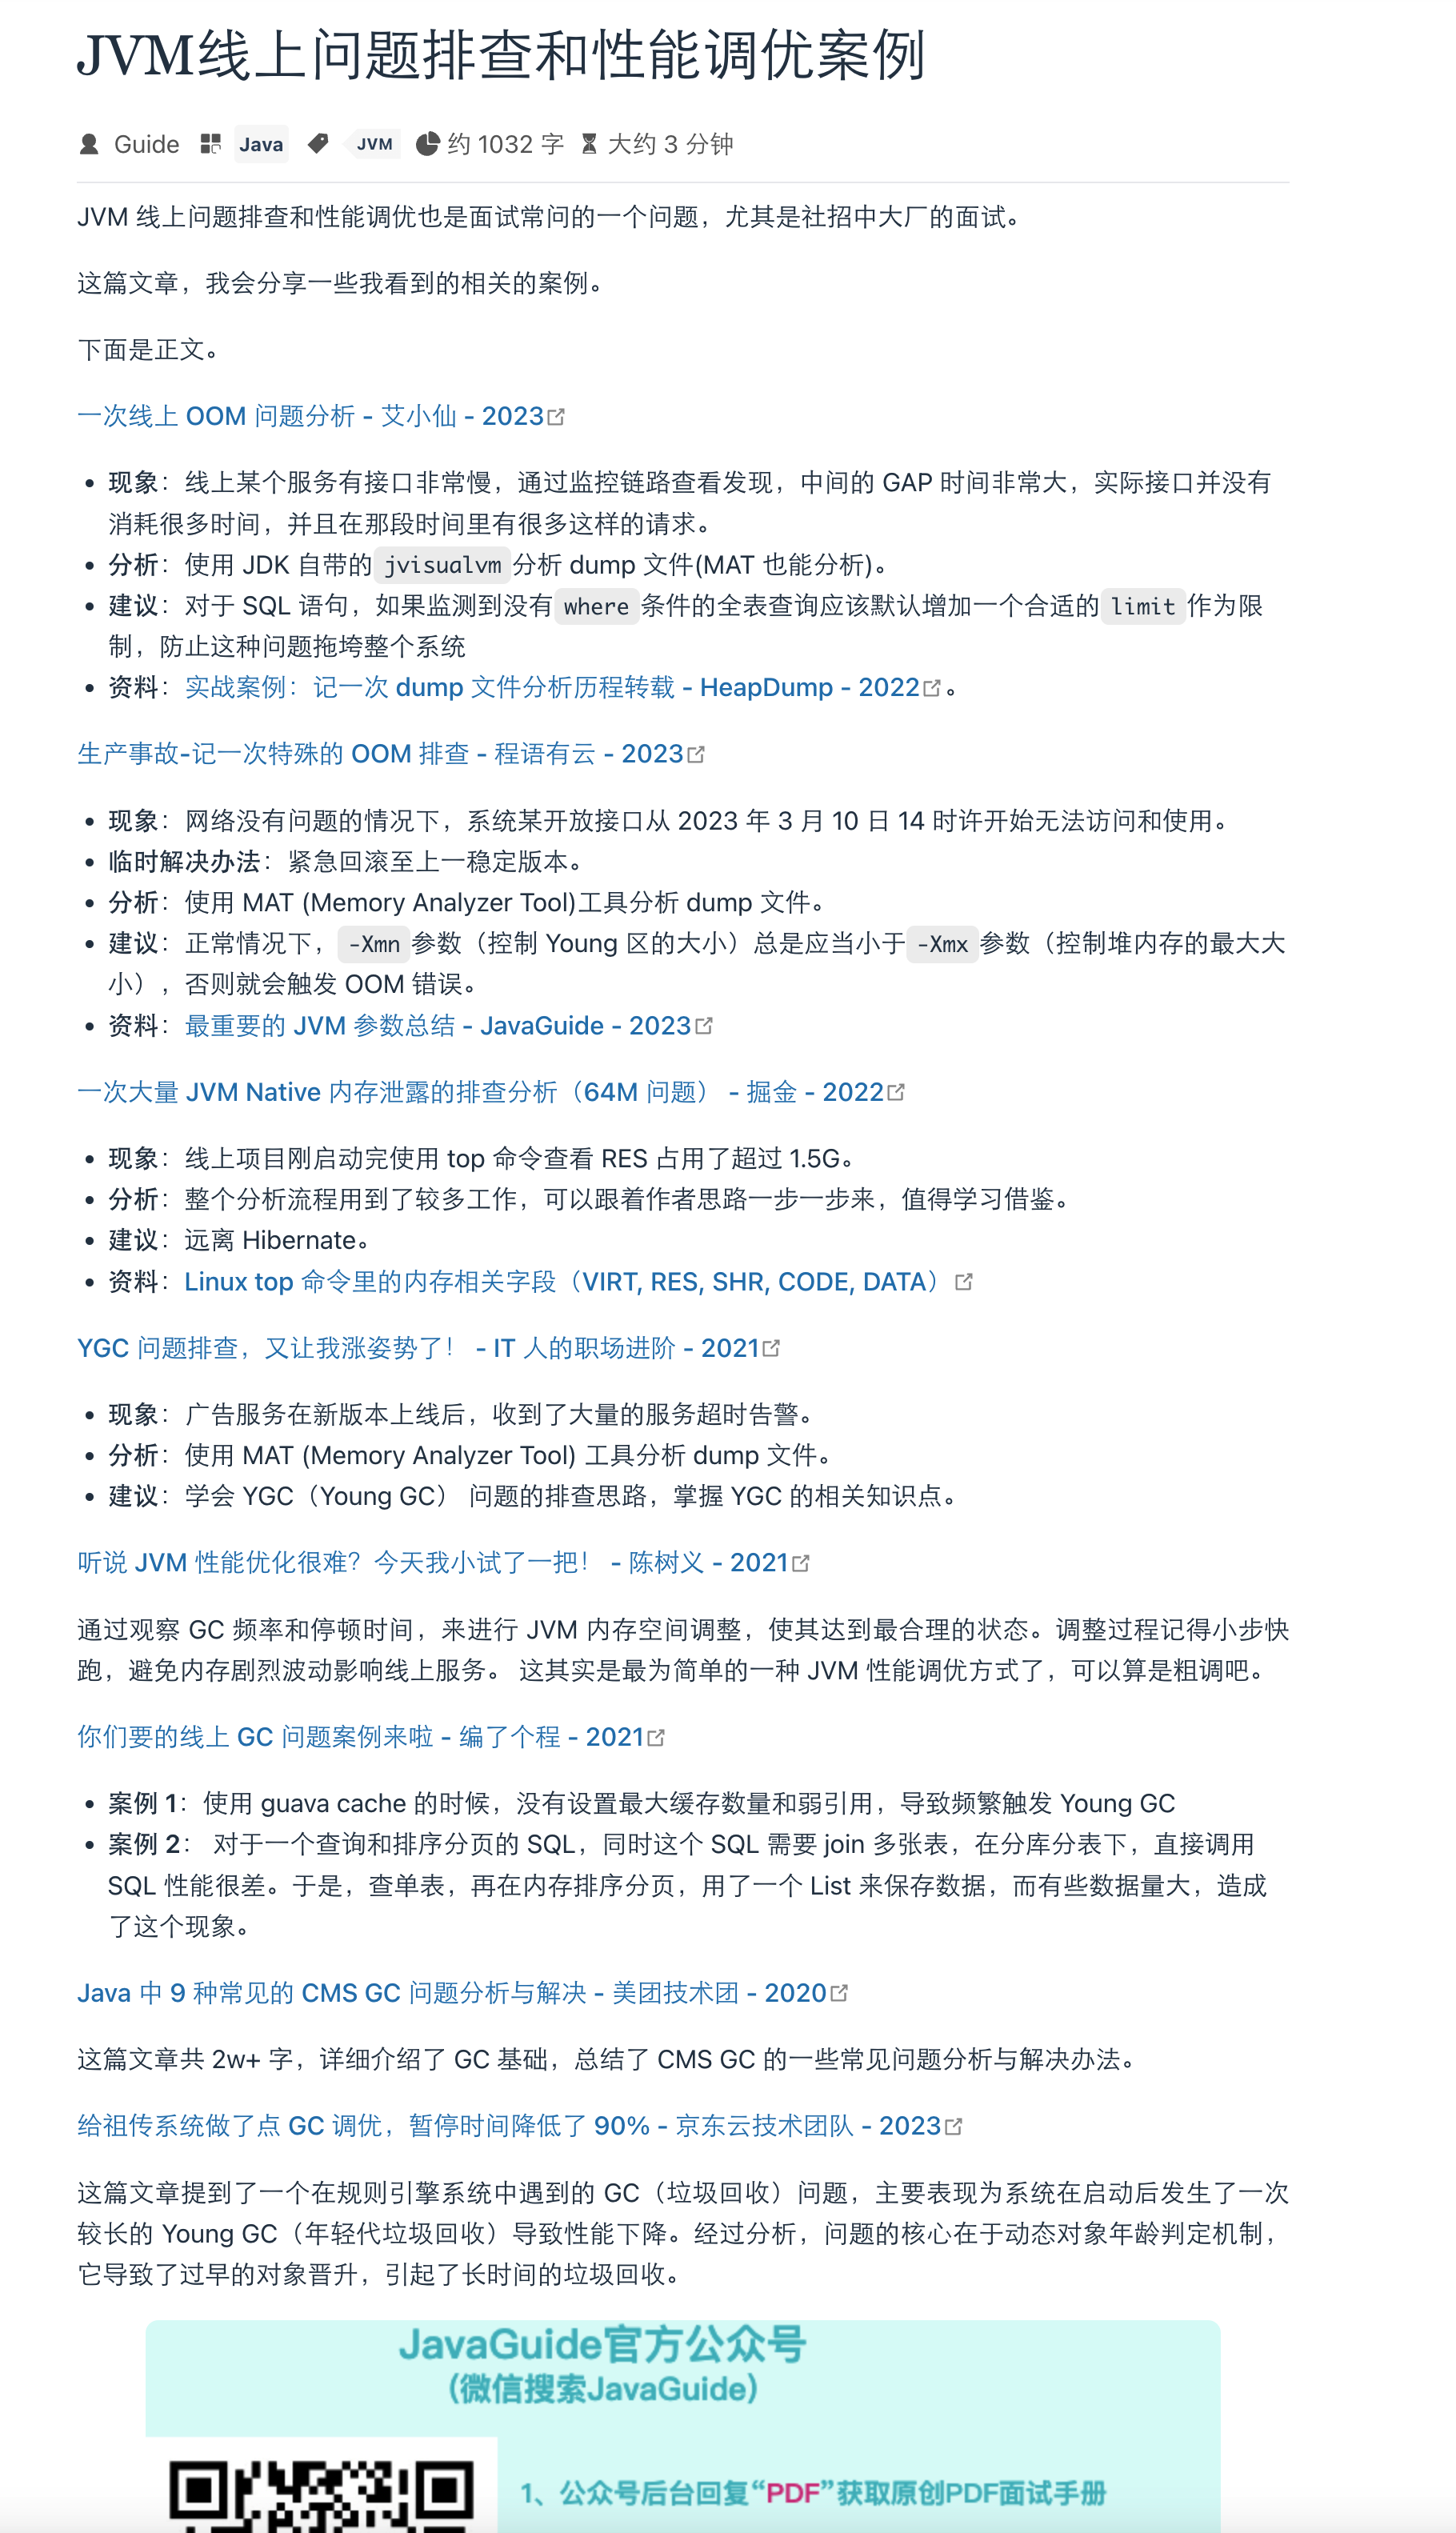 JVM线上问题排查和性能调优案例
Guide Java JVM 约 1032 字 大约 3 分钟
JVM 线上问题排查和性能调优也是面试常问的一个问题，尤其是社招中大厂的面试。
这篇文章，我会分享一些我看到的相关的案例。
下面是正文。
一次线上 OOM 问题分析 - 艾小仙 - 2023
• 现象：线上某个服务有接口非常慢，通过监控链路查看发现，中间的 GAP 时间非常大，实际接口并没有
消耗很多时间，并且在那段时间里有很多这样的请求。
• 分析：使用 JDK 自带的 jvisualvm 分析 dump 文件(MAT 也能分析)。
• 建议：对于 SQL 语句，如果监测到没有 where 条件的全表查询应该默认增加一个合适的 limit 作为限
制，防止这种问题拖垮整个系统
• 资料：实战案例：记一次 dump 文件分析历程转载 - HeapDump - 2022 。
生产事故-记一次特殊的 OOM 排查 - 程语有云 - 2023
• 现象：网络没有问题的情况下，系统某开放接口从 2023 年 3 月 10 日 14 时许开始无法访问和使用。
• 临时解决办法：紧急回滚至上一稳定版本。
• 分析：使用 MAT (Memory Analyzer Tool)工具分析 dump 文件。
• 建议：正常情况下， -Xmn 参数（控制 Young 区的大小）总是应当小于 -Xmx 参数（控制堆内存的最大大
小），否则就会触发 OOM 错误。
• 资料：最重要的 JVM 参数总结 - JavaGuide - 2023
一次大量 JVM Native 内存泄露的排查分析（64M 问题） - 掘金 - 2022
• 现象：线上项目刚启动完使用 top 命令查看 RES 占用了超过 1.5G。
• 分析：整个分析流程用到了较多工作，可以跟着作者思路一步一步来，值得学习借鉴。
• 建议：远离 Hibernate。
• 资料：Linux top 命令里的内存相关字段（VIRT, RES, SHR, CODE, DATA）
YGC 问题排查，又让我涨姿势了！ - IT 人的职场进阶 - 2021
• 现象：广告服务在新版本上线后，收到了大量的服务超时告警。
• 分析：使用 MAT (Memory Analyzer Tool) 工具分析 dump 文件。
• 建议：学会 YGC（Young GC） 问题的排查思路，掌握 YGC 的相关知识点。
听说 JVM 性能优化很难？今天我小试了一把！ - 陈树义 - 2021
通过观察 GC 频率和停顿时间，来进行 JVM 内存空间调整，使其达到最合理的状态。调整过程记得小步快
跑，避免内存剧烈波动影响线上服务。 这其实是最为简单的一种 JVM 性能调优方式了，可以算是粗调吧。
你们要的线上 GC 问题案例来啦 - 编了个程 - 2021
• 案例 1：使用 guava cache 的时候，没有设置最大缓存数量和弱引用，导致频繁触发 Young GC
• 案例 2： 对于一个查询和排序分页的 SQL，同时这个 SQL 需要 join 多张表，在分库分表下，直接调用
SQL 性能很差。于是，查单表，再在内存排序分页，用了一个 List 来保存数据，而有些数据量大，造成
了这个现象。
Java 中 9 种常见的 CMS GC 问题分析与解决 - 美团技术团 - 2020
这篇文章共 2w+ 字，详细介绍了 GC 基础，总结了 CMS GC 的一些常见问题分析与解决办法。
给祖传系统做了点 GC 调优，暂停时间降低了 90% - 京东云技术团队 - 2023
这篇文章提到了一个在规则引擎系统中遇到的 GC（垃圾回收）问题，主要表现为系统在启动后发生了一次
较长的 Young GC（年轻代垃圾回收）导致性能下降。经过分析，问题的核心在于动态对象年龄判定机制，
它导致了过早的对象晋升，引起了长时间的垃圾回收。
JavaGuide官方公众号
（微信搜索JavaGuide）
1、公众号后台回复“PDF”获取原创PDF面试手册